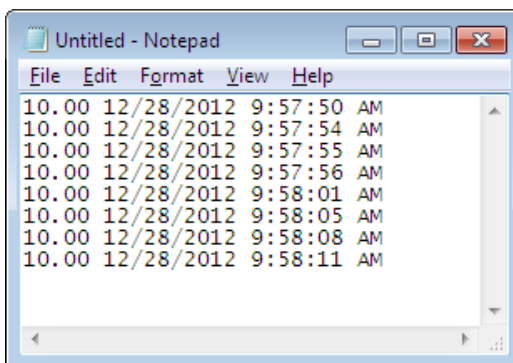 Untitled - Notepad
File Edit Format View Help
10.00 12/28/2012 9:57:50 AM
10.00 12/28/2012 9:57:54 AM
10.00 12/28/2012 9:57:55 AM
10.00 12/28/2012 9:57:56 AM
10.00 12/28/2012 9:58:01 AM
10.00 12/28/2012 9:58:05 AM
10.00 12/28/2012 9:58:08 AM
10.00 12/28/2012 9:58:11 AM